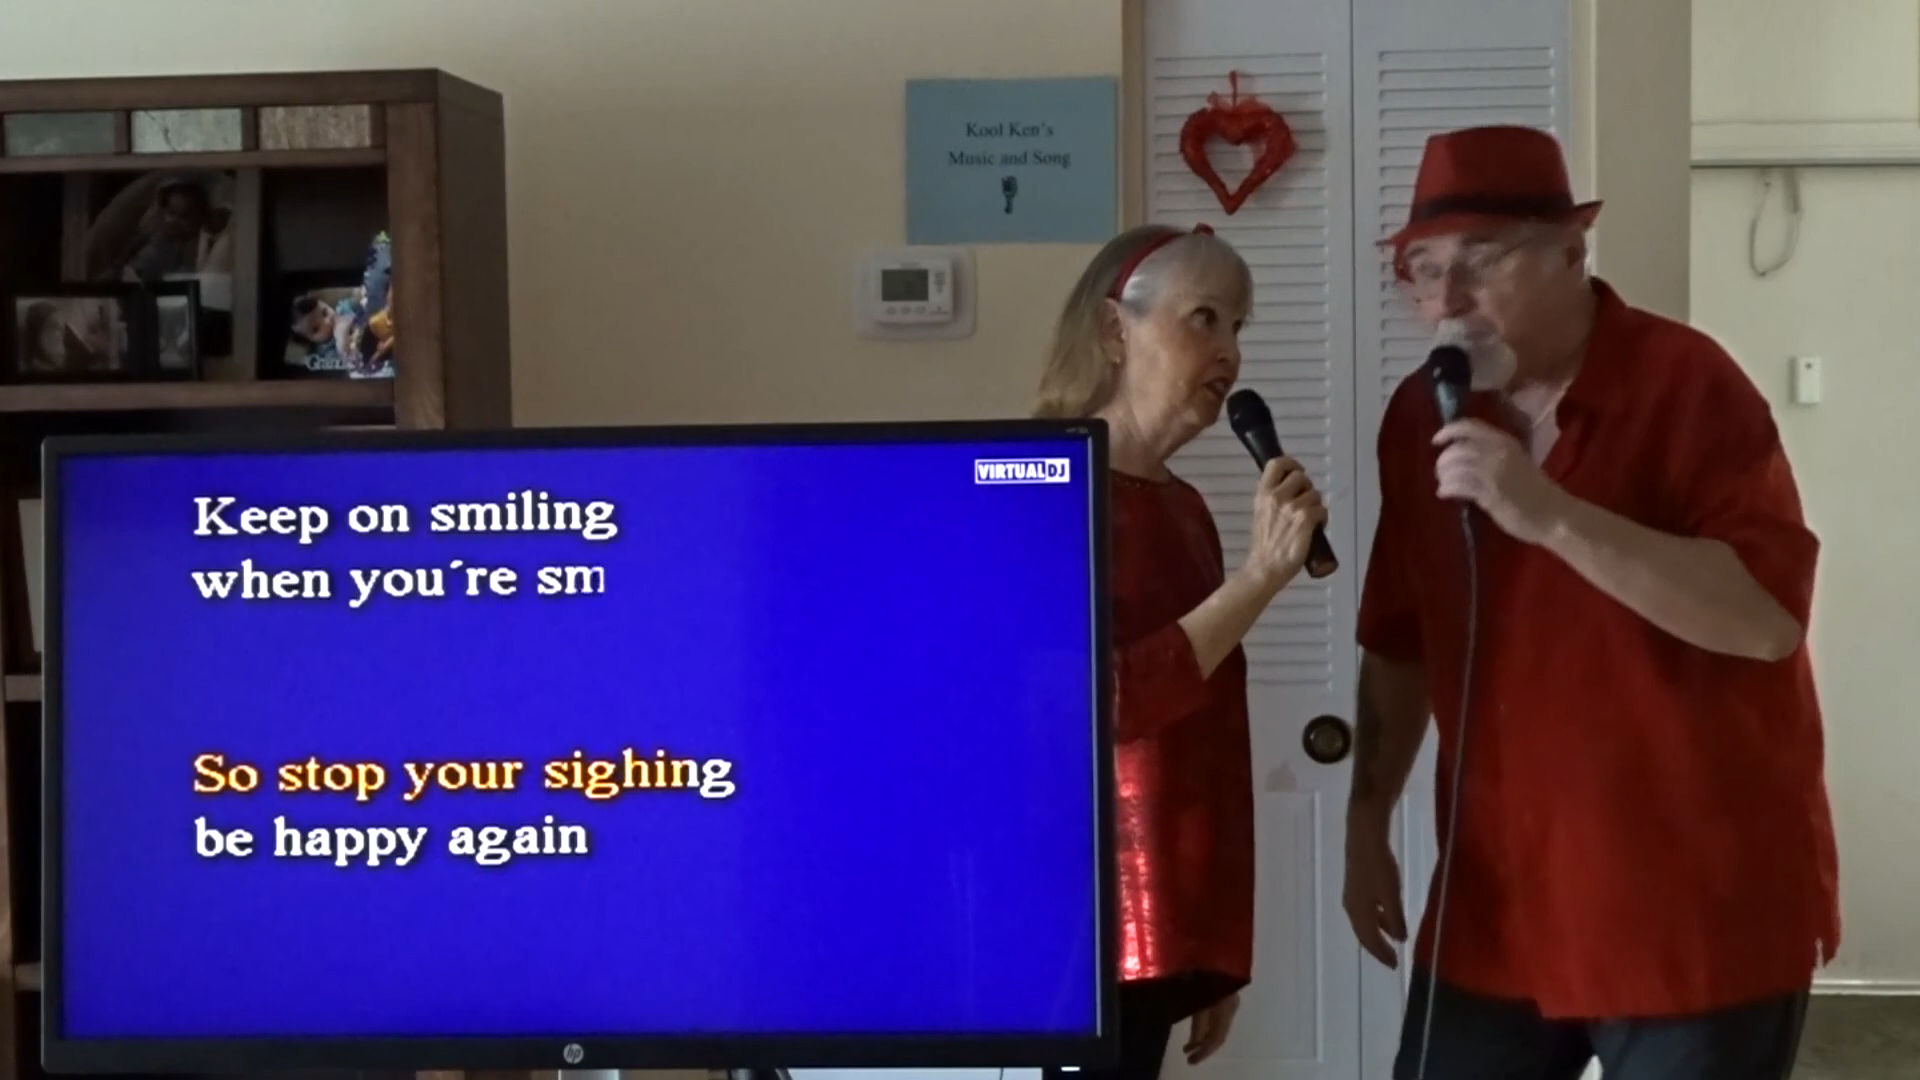 Kool Ken's
Music and Song
VIRTUALDJ
Keep on smiling
when you´re sm
So stop your sighing
be happy again
hp